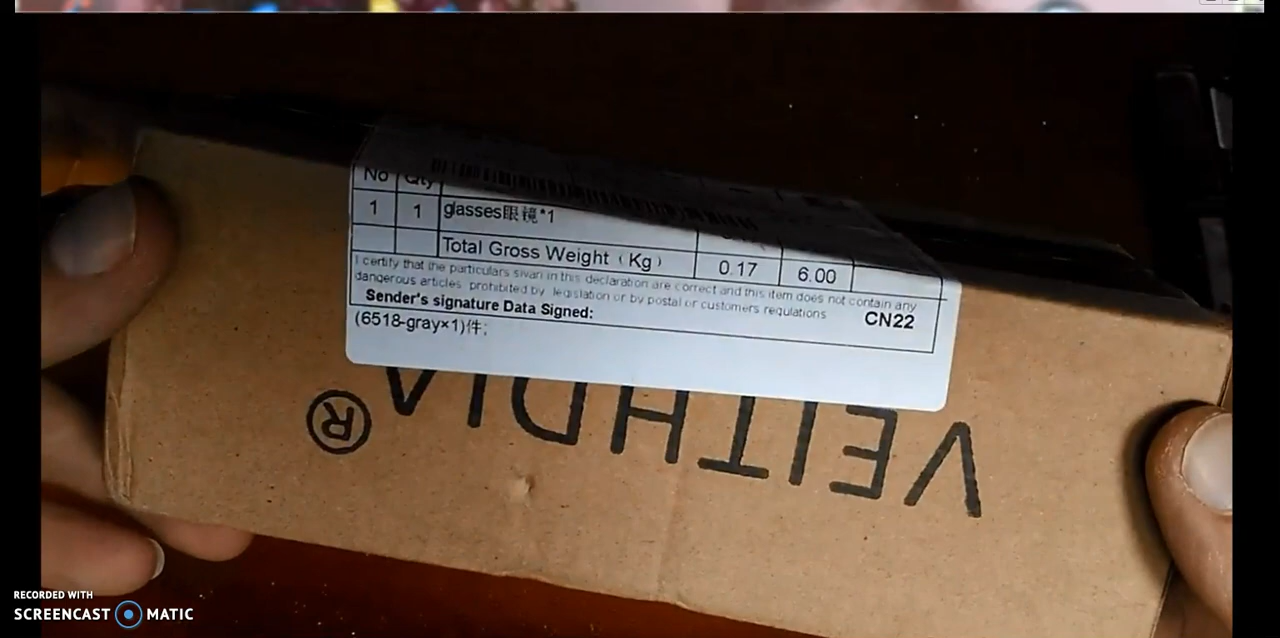 No Qty
1 1 glasses眼镜*1
Total Gross Weight (Kg) 0.17 6.00
I certify that the particulars sivan in this declaration are correct and this item does not contain any
dangerous articles prohibited by legislation or by postal or customers regulations
Sender's signature Data Signed: CN22
(6518-gray×1)件;
VEITHDIA ®
RECORDED WITH
SCREENCAST MATIC